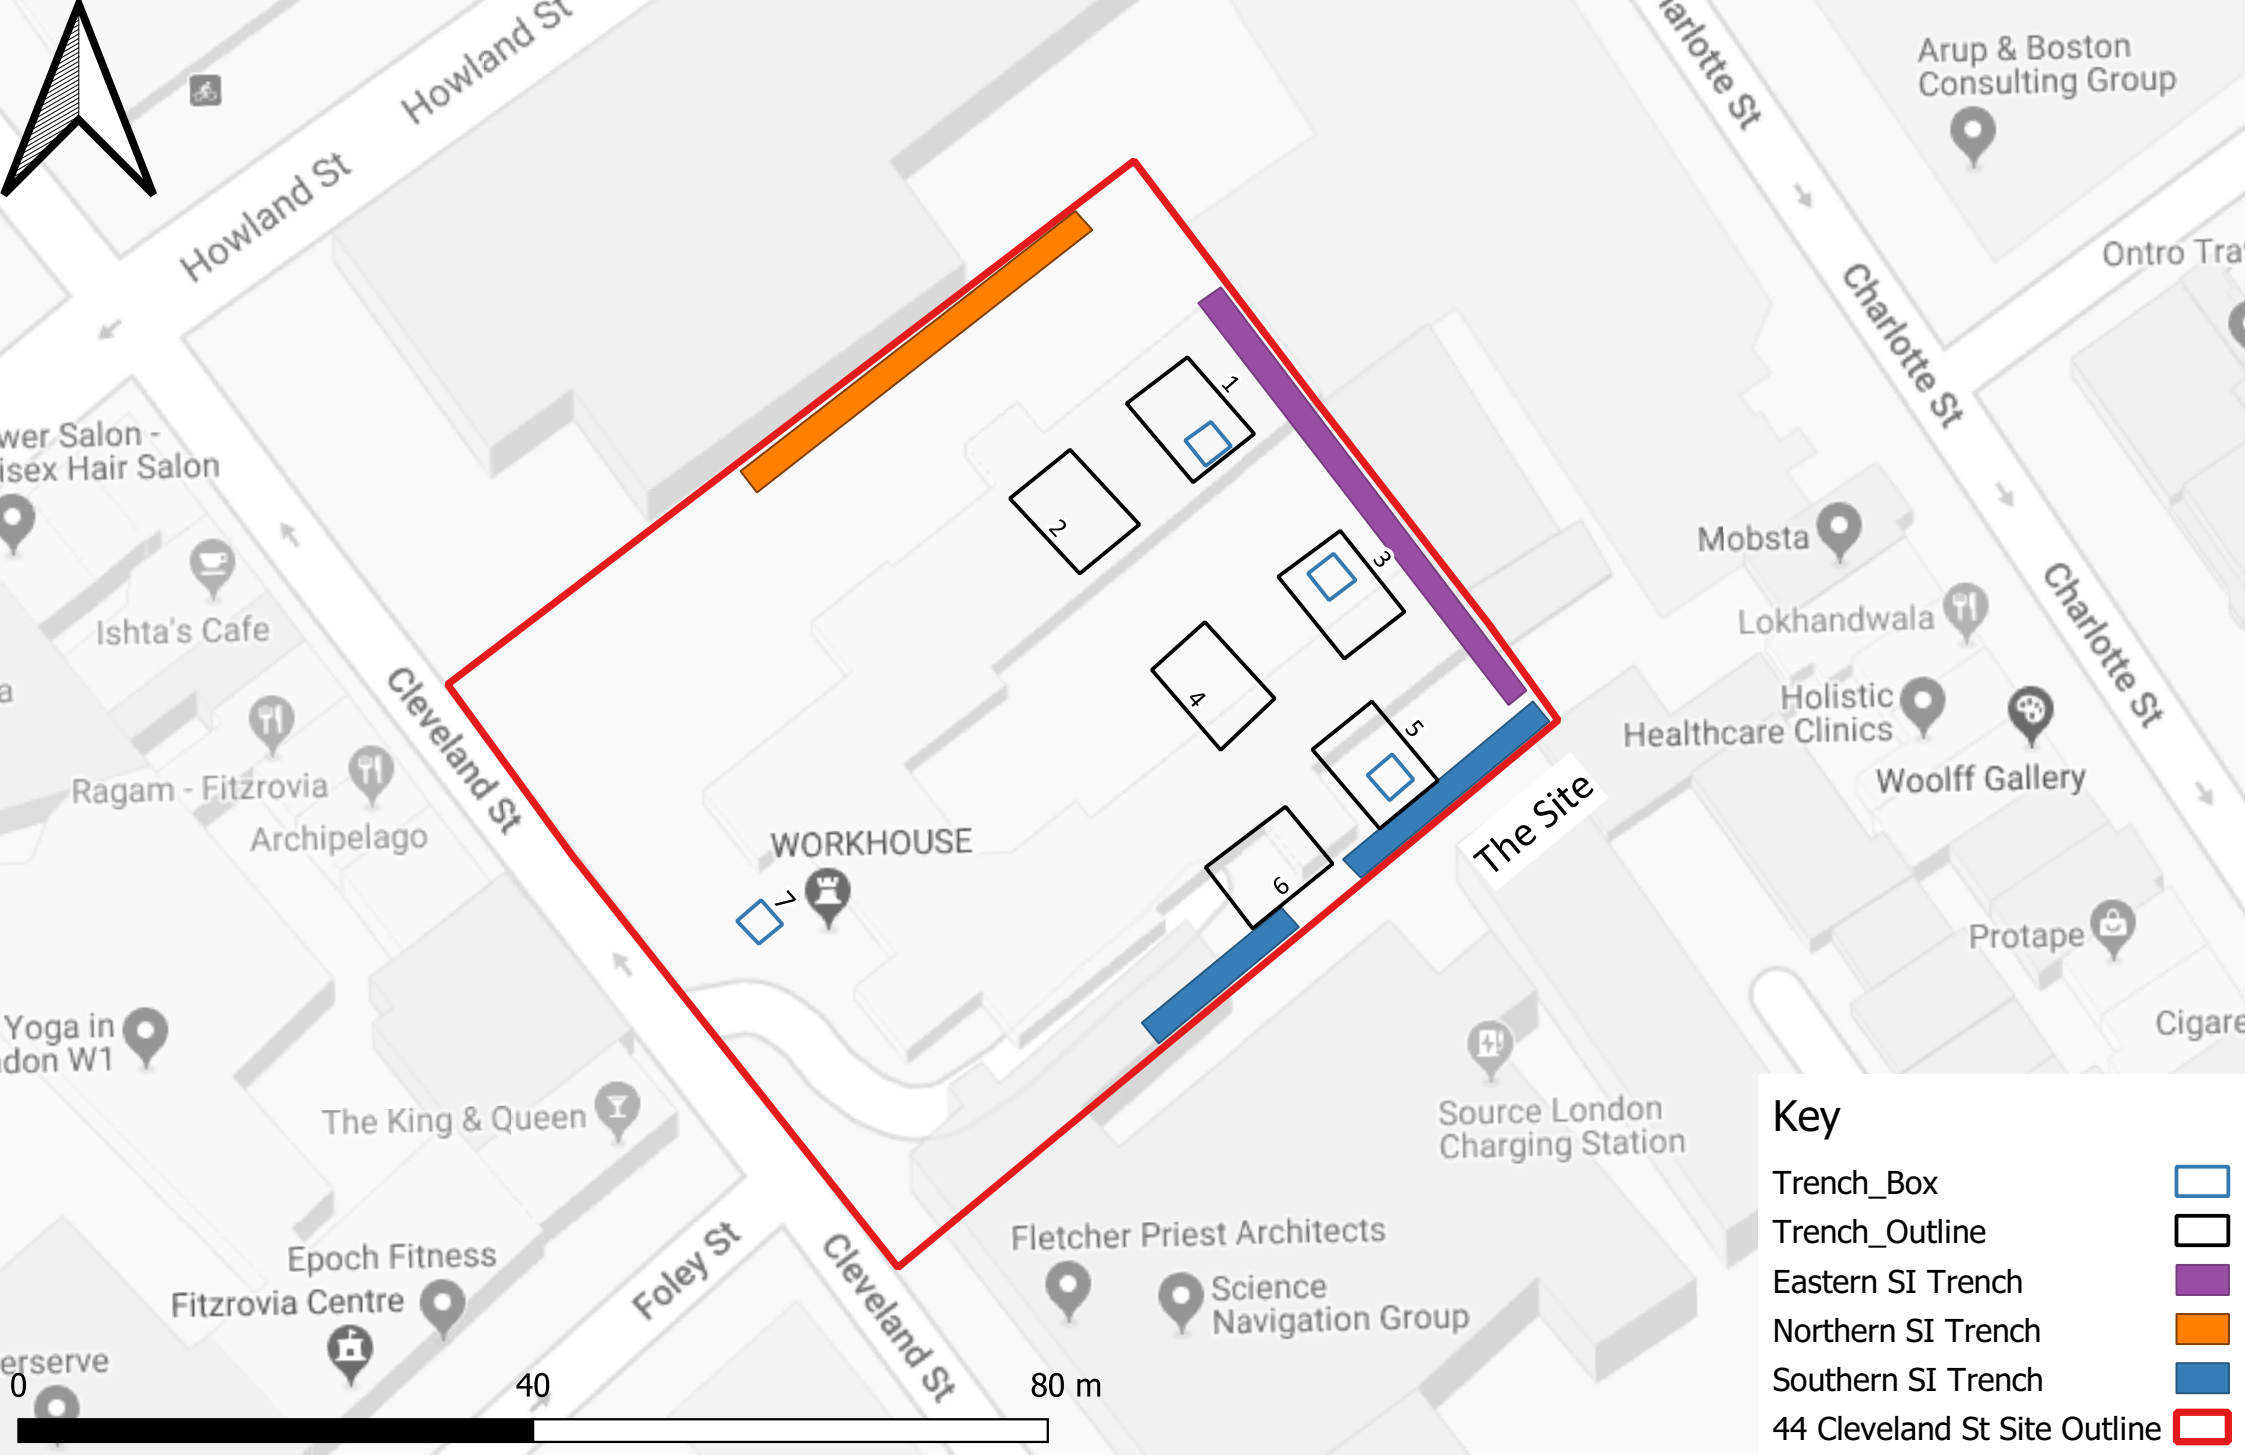 Howland St
Howland St
Charlotte St
Arup & Boston
Consulting Group
Ontro Tra
Charlotte St
wer Salon -
isex Hair Salon
1
2
Mobsta
3
Ishta's Cafe
Lokhandwala
Charlotte St
a
Cleveland St
4
5
Holistic
Healthcare Clinics
Woolff Gallery
Ragam - Fitzrovia
Archipelago
The Site
WORKHOUSE
6
7
Protape
Yoga in
don W1
Cigare
The King & Queen
Source London
Charging Station
Key
Trench_Box
Trench_Outline
Eastern SI Trench
Northern SI Trench
Southern SI Trench
44 Cleveland St Site Outline
Fletcher Priest Architects
Science
Navigation Group
Foley St
Cleveland St
Epoch Fitness
Fitzrovia Centre
erserve
0 40 80 m